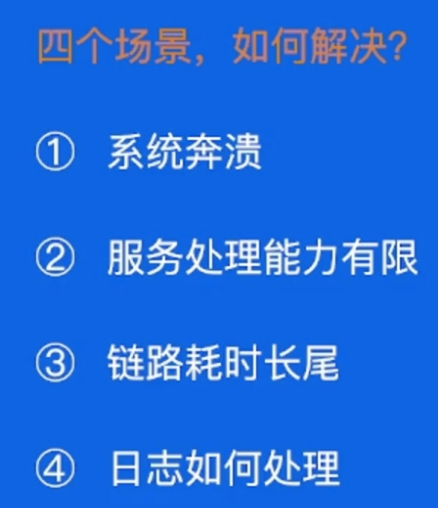 四个场景，如何解决?
① 系统奔溃
② 服务处理能力有限
③ 链路耗时长尾
④ 日志如何处理